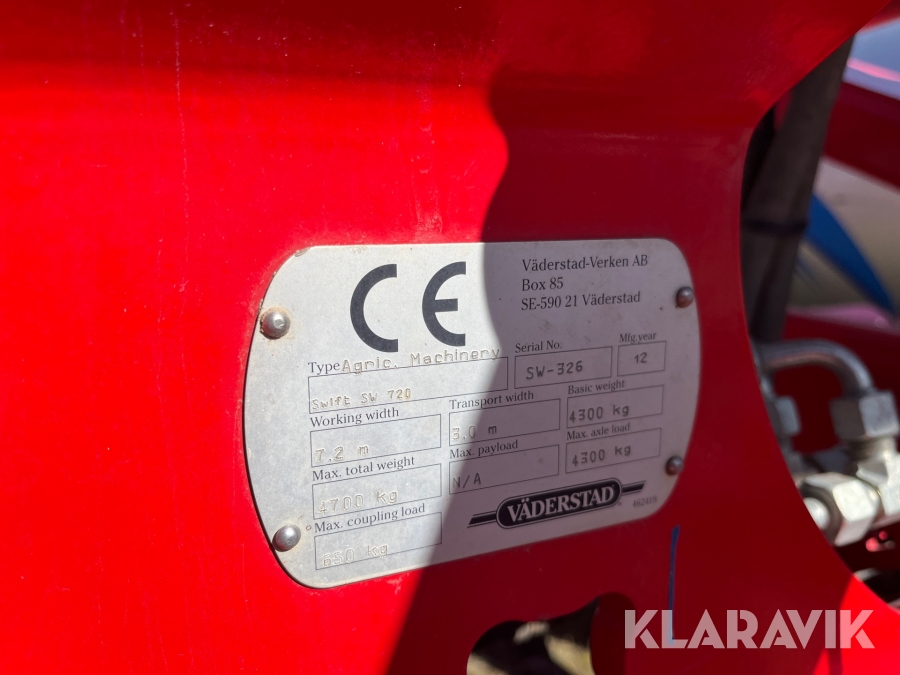 CE
Väderstad-Verken AB
Box 85
SE-590 21 Väderstad
Type Agric. Machinery
Swift SW 720
Serial No.
SW-326
Mfg year
12
Working width
7.2 m
Transport width
3.0 m
Basic weight
4300 kg
Max. total weight
4700 kg
Max. payload
N/A
Max. axle load
4300 kg
Max. coupling load
kg
VÄDERSTAD
462419
KLARAVIK